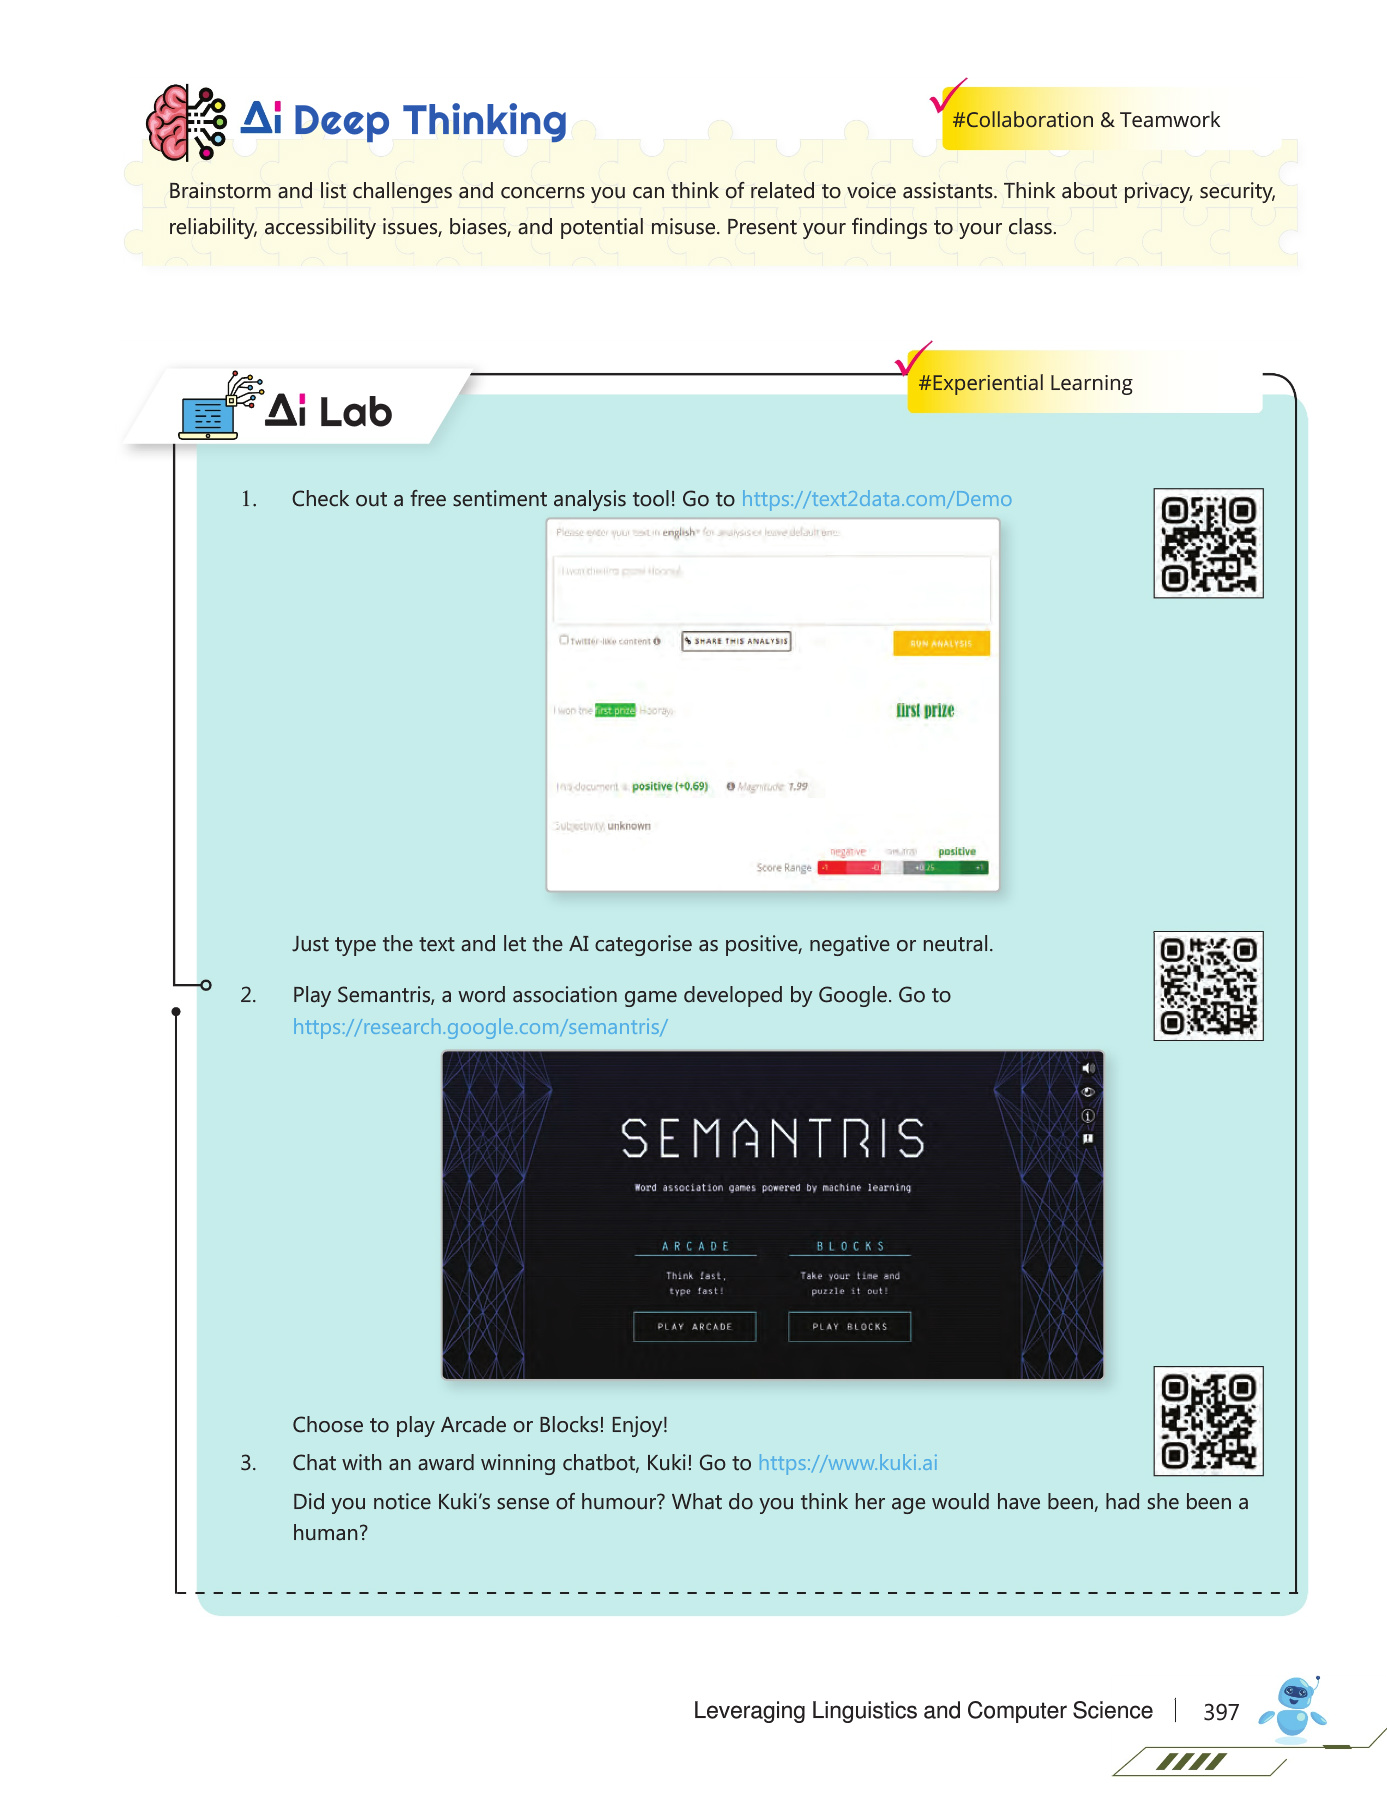 Ai Deep Thinking
#Collaboration & Teamwork
Brainstorm and list challenges and concerns you can think of related to voice assistants. Think about privacy, security,
reliability, accessibility issues, biases, and potential misuse. Present your findings to your class.
Ai Lab
#Experiential Learning
1. Check out a free sentiment analysis tool! Go to https://text2data.com/Demo
Please enter your text in english* for analysis or leave default one.
I won the first prize. Hooray!
Twitter-like content
SHARE THIS ANALYSIS
RUN ANALYSIS
I won the first prize. Hooray.
first prize
This document is positive (+0.69) Magnitude: 1.99
Subjectivity: unknown
negative neutral positive
Score Range -1 -0 +0.25 +1
Just type the text and let the AI categorise as positive, negative or neutral.
2. Play Semantris, a word association game developed by Google. Go to
https://research.google.com/semantris/
SEMANTRIS
Word association games powered by machine learning
ARCADE
Think fast,
type fast!
PLAY ARCADE
BLOCKS
Take your time and
puzzle it out!
PLAY BLOCKS
Choose to play Arcade or Blocks! Enjoy!
3. Chat with an award winning chatbot, Kuki! Go to https://www.kuki.ai
Did you notice Kuki’s sense of humour? What do you think her age would have been, had she been a
human?
Leveraging Linguistics and Computer Science 397